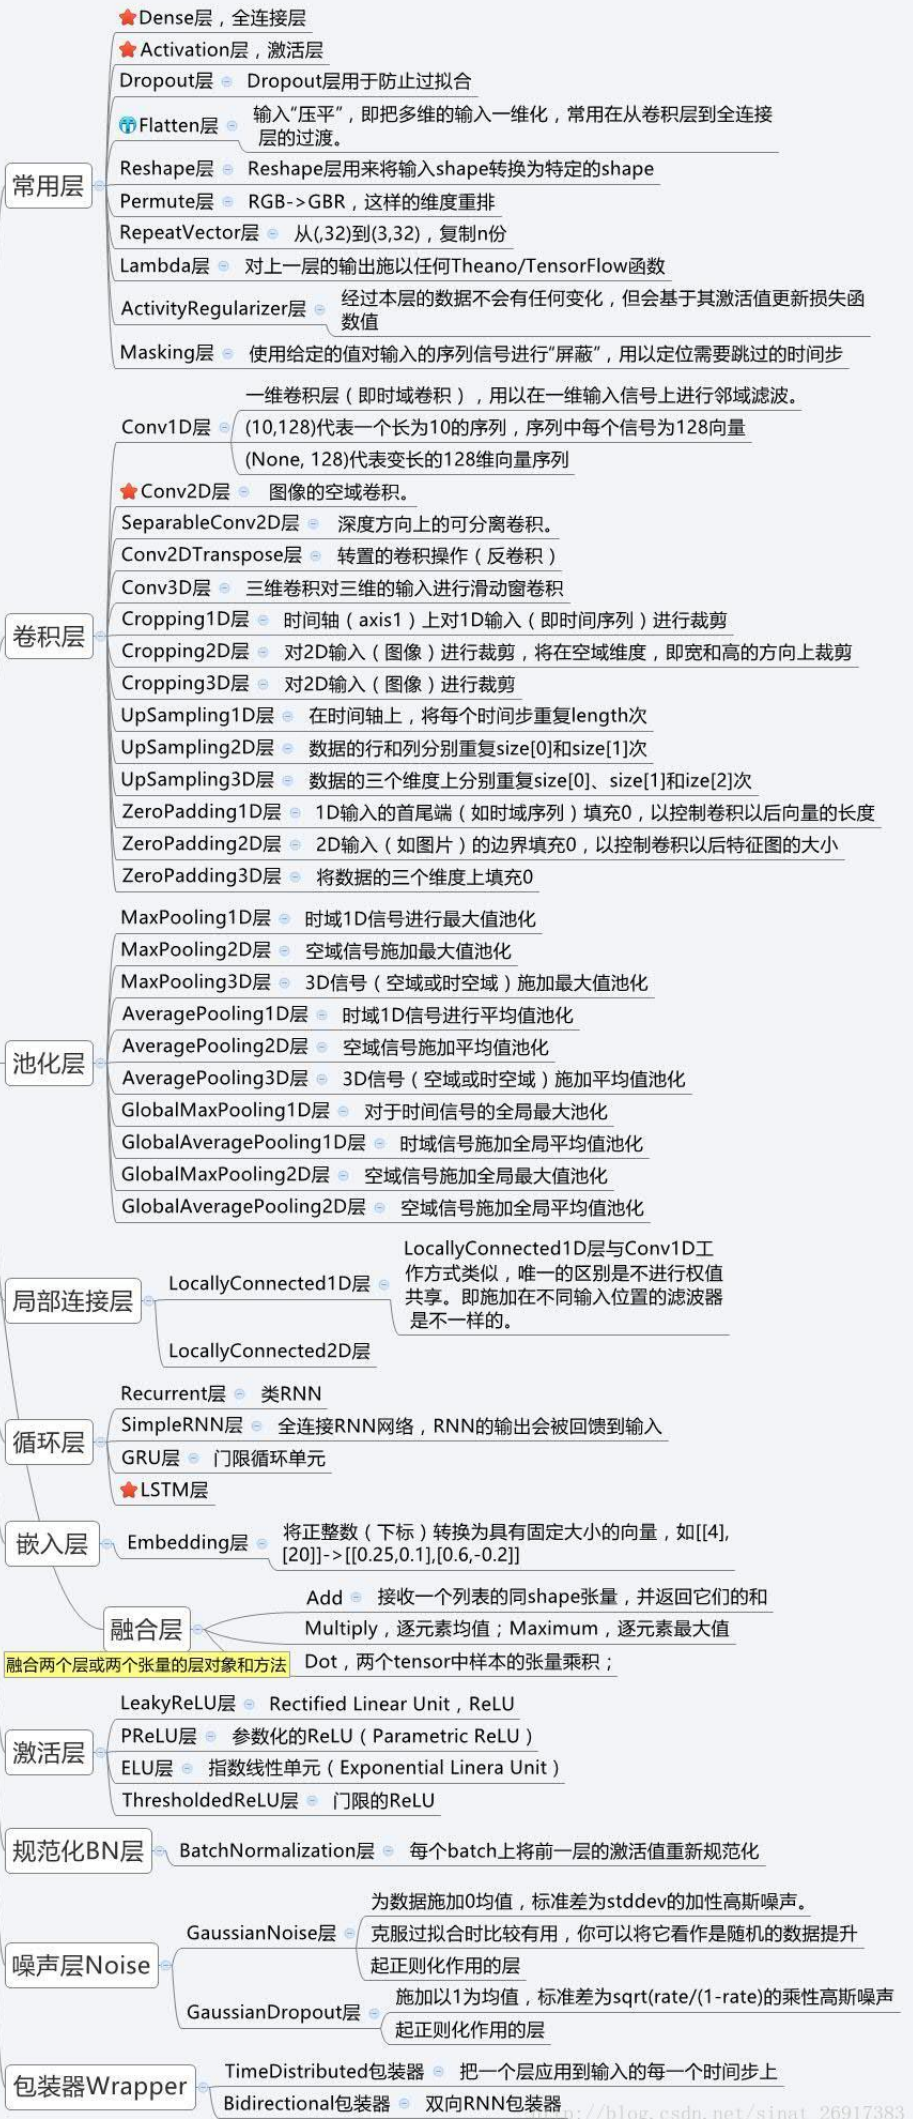 常用层
Dense层，全连接层
Activation层，激活层
Dropout层 Dropout层用于防止过拟合
Flatten层 输入“压平”，即把多维的输入一维化，常用在从卷积层到全连接
层的过渡。
Reshape层 Reshape层用来将输入shape转换为特定的shape
Permute层 RGB->GBR，这样的维度重排
RepeatVector层 从(,32)到(3,32)，复制n份
Lambda层 对上一层的输出施以任何Theano/TensorFlow函数
ActivityRegularizer层 经过本层的数据不会有任何变化，但会基于其激活值更新损失函
数值
Masking层 使用给定的值对输入的序列信号进行“屏蔽”，用以定位需要跳过的时间步
卷积层
Conv1D层 一维卷积层（即时域卷积），用以在一维输入信号上进行邻域滤波。
(10,128)代表一个长为10的序列，序列中每个信号为128向量
(None, 128)代表变长的128维向量序列
Conv2D层 图像的空域卷积。
SeparableConv2D层 深度方向上的可分离卷积。
Conv2DTranspose层 转置的卷积操作（反卷积）
Conv3D层 三维卷积对三维的输入进行滑动窗卷积
Cropping1D层 时间轴（axis1）上对1D输入（即时间序列）进行裁剪
Cropping2D层 对2D输入（图像）进行裁剪，将在空域维度，即宽和高的方向上裁剪
Cropping3D层 对2D输入（图像）进行裁剪
UpSampling1D层 在时间轴上，将每个时间步重复length次
UpSampling2D层 数据的行和列分别重复size[0]和size[1]次
UpSampling3D层 数据的三个维度上分别重复size[0]、size[1]和ize[2]次
ZeroPadding1D层 1D输入的首尾端（如时域序列）填充0，以控制卷积以后向量的长度
ZeroPadding2D层 2D输入（如图片）的边界填充0，以控制卷积以后特征图的大小
ZeroPadding3D层 将数据的三个维度上填充0
池化层
MaxPooling1D层 时域1D信号进行最大值池化
MaxPooling2D层 空域信号施加最大值池化
MaxPooling3D层 3D信号（空域或时空域）施加最大值池化
AveragePooling1D层 时域1D信号进行平均值池化
AveragePooling2D层 空域信号施加平均值池化
AveragePooling3D层 3D信号（空域或时空域）施加平均值池化
GlobalMaxPooling1D层 对于时间信号的全局最大池化
GlobalAveragePooling1D层 时域信号施加全局平均值池化
GlobalMaxPooling2D层 空域信号施加全局最大值池化
GlobalAveragePooling2D层 空域信号施加全局平均值池化
局部连接层
LocallyConnected1D层 LocallyConnected1D层与Conv1D工
作方式类似，唯一的区别是不进行权值
共享。即施加在不同输入位置的滤波器
是不一样的。
LocallyConnected2D层
循环层
Recurrent层 类RNN
SimpleRNN层 全连接RNN网络，RNN的输出会被回馈到输入
GRU层 门限循环单元
LSTM层
嵌入层
Embedding层 将正整数（下标）转换为具有固定大小的向量，如[[4],
[20]]->[[0.25,0.1],[0.6,-0.2]]
融合层
Add 接收一个列表的同shape张量，并返回它们的和
Multiply，逐元素均值；Maximum，逐元素最大值
融合两个层或两个张量的层对象和方法
Dot，两个tensor中样本的张量乘积；
激活层
LeakyReLU层 Rectified Linear Unit，ReLU
PReLU层 参数化的ReLU（Parametric ReLU）
ELU层 指数线性单元（Exponential Linera Unit）
ThresholdedReLU层 门限的ReLU
规范化BN层
BatchNormalization层 每个batch上将前一层的激活值重新规范化
噪声层Noise
GaussianNoise层 为数据施加0均值，标准差为stddev的加性高斯噪声。
克服过拟合时比较有用，你可以将它看作是随机的数据提升
起正则化作用的层
GaussianDropout层 施加以1为均值，标准差为sqrt(rate/(1-rate)的乘性高斯噪声
起正则化作用的层
包装器Wrapper
TimeDistributed包装器 把一个层应用到输入的每一个时间步上
Bidirectional包装器 双向RNN包装器
http://blog.csdn.net/sinat_26917383